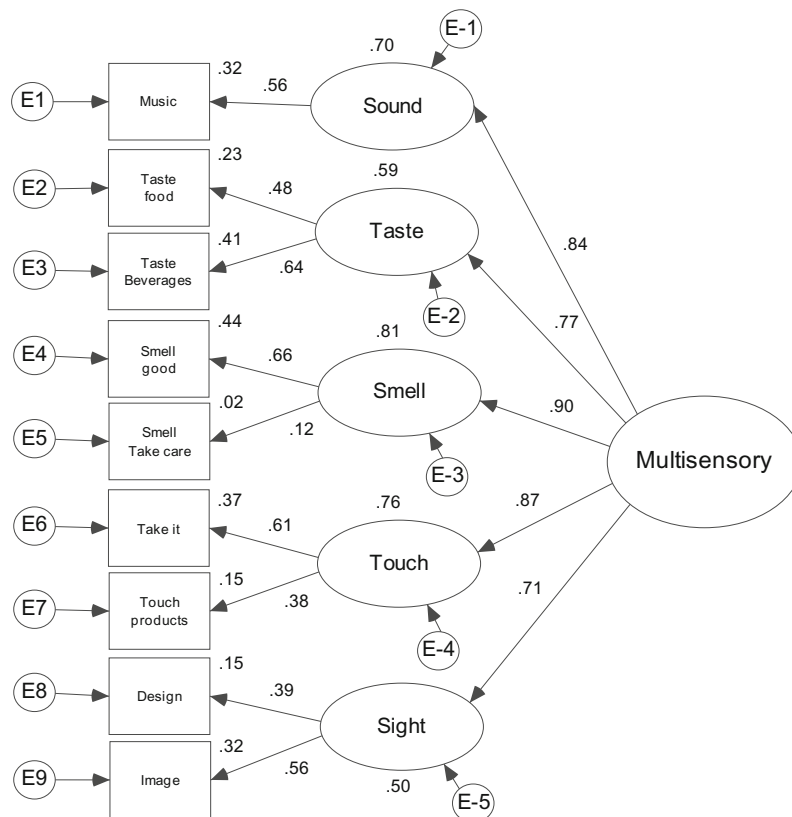 E-1
.70
.32
.56
E1
Music
Sound
.23
.59
E2
Taste
food
.48
Taste
.84
.41
E3
Taste
Beverages
.64
E-2
.77
.44
.81
E4
Smell
good
.66
Smell
.90
.02
E5
Smell
Take care
.12
E-3
Multisensory
.37
.76
.87
E6
Take it
.61
Touch
.15
E7
Touch
products
.38
.71
E-4
.15
E8
Design
.39
Sight
.32
E9
Image
.56
.50
E-5